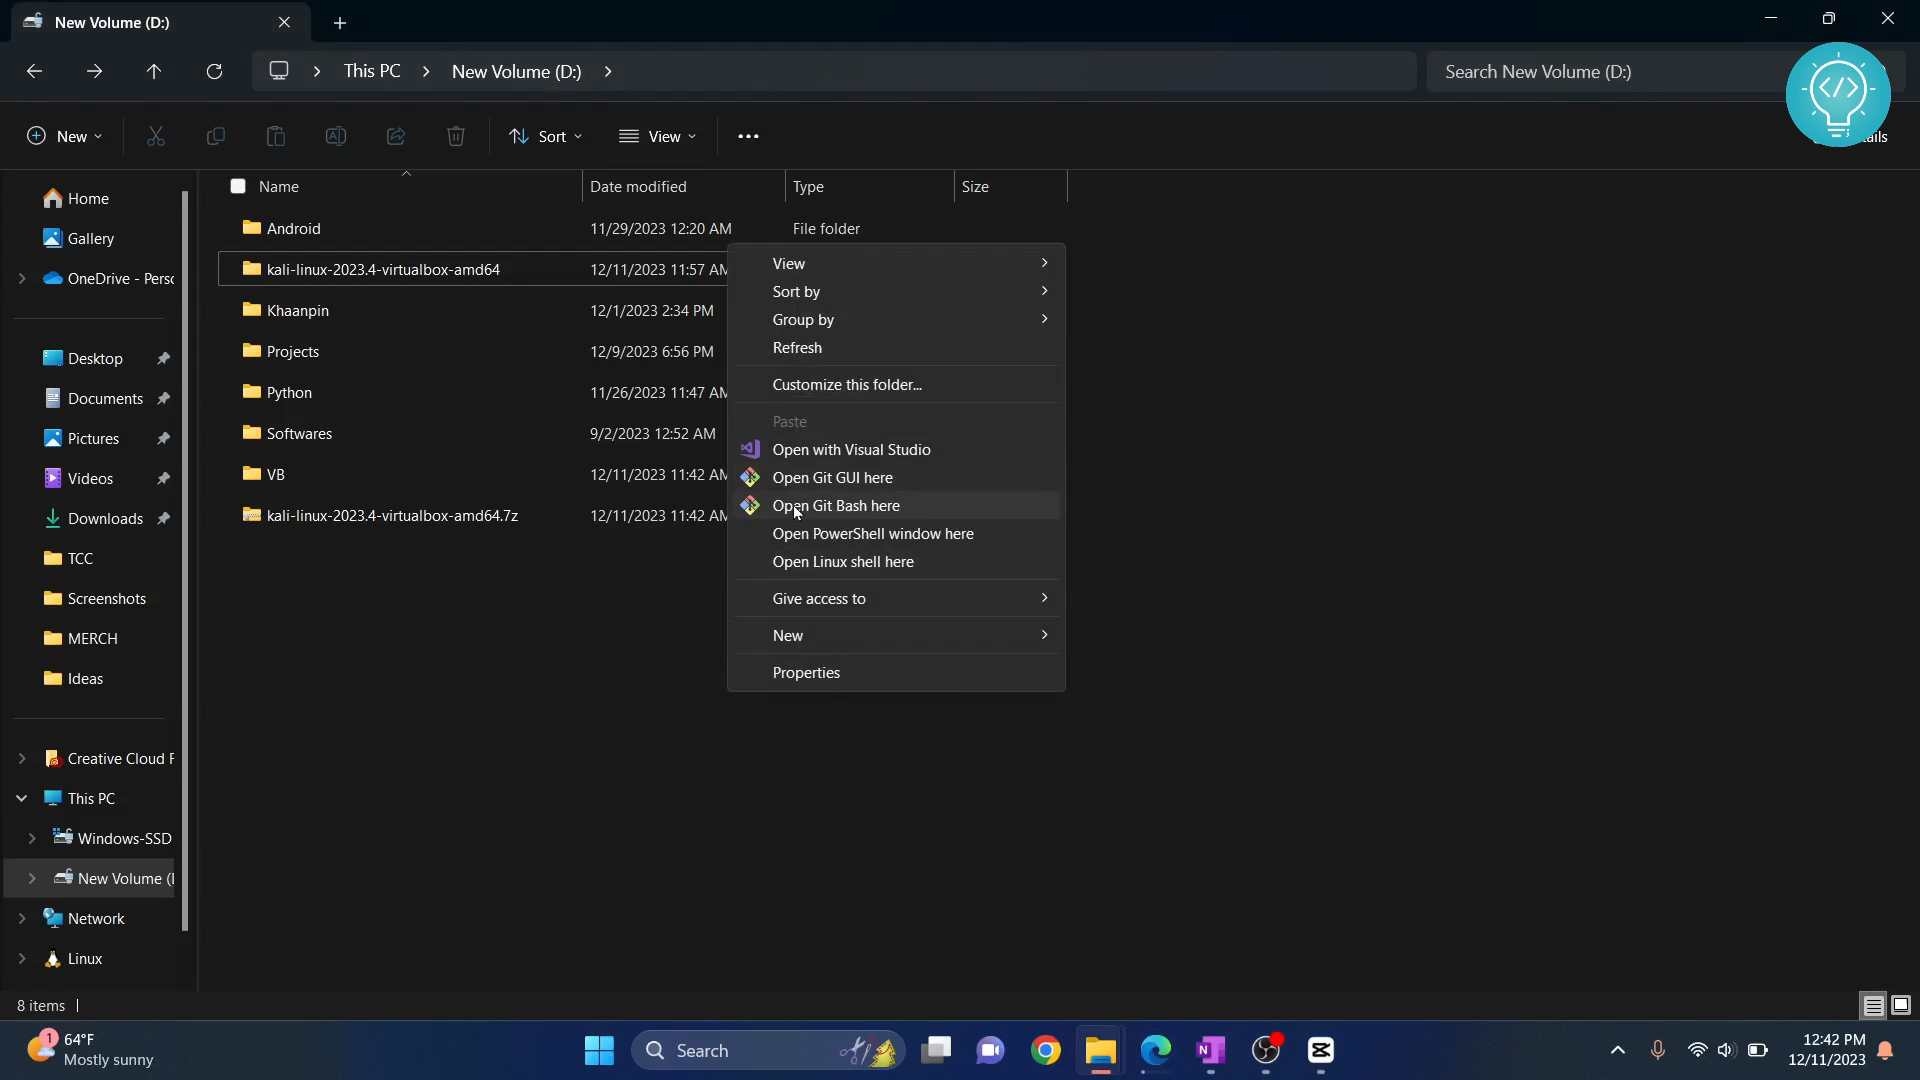 New Volume (D:)
This PC
New Volume (D:)
Search New Volume (D:)
New
Sort
View
ails
Name
Date modified
Type
Size
Android
11/29/2023 12:20 AM
File folder
kali-linux-2023.4-virtualbox-amd64
12/11/2023 11:57 AM
Khaanpin
12/1/2023 2:34 PM
Projects
12/9/2023 6:56 PM
Python
11/26/2023 11:47 AM
Softwares
9/2/2023 12:52 AM
VB
12/11/2023 11:42 AM
kali-linux-2023.4-virtualbox-amd64.7z
12/11/2023 11:42 AM
View
Sort by
Group by
Refresh
Customize this folder...
Paste
Open with Visual Studio
Open Git GUI here
Open Git Bash here
Open PowerShell window here
Open Linux shell here
Give access to
New
Properties
Home
Gallery
OneDrive - Perso
Desktop
Documents
Pictures
Videos
Downloads
TCC
Screenshots
MERCH
Ideas
Creative Cloud F
This PC
Windows-SSD
New Volume (D
Network
Linux
8 items
1
64°F
Mostly sunny
Search
12:42 PM
12/11/2023